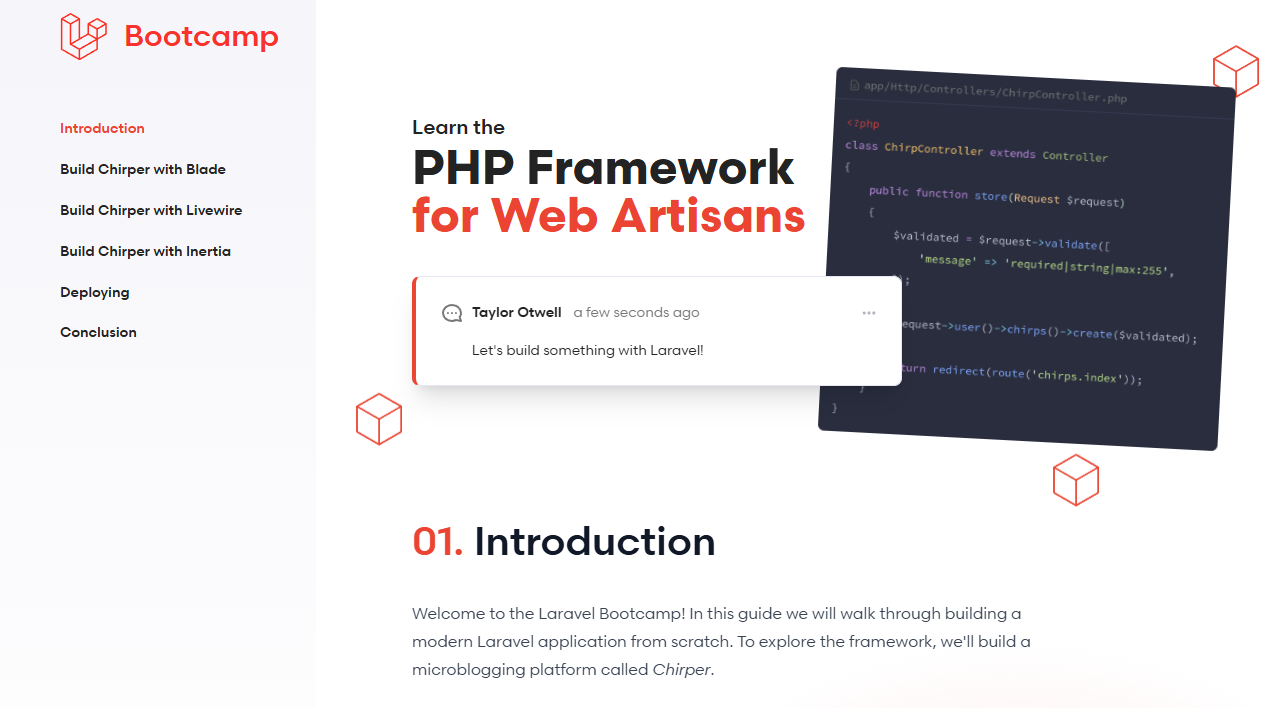 Bootcamp
Introduction
Build Chirper with Blade
Build Chirper with Livewire
Build Chirper with Inertia
Deploying
Conclusion
Learn the
PHP Framework
for Web Artisans
Taylor Otwell a few seconds ago
Let's build something with Laravel!
app/Http/Controllers/ChirpController.php
<?php
class ChirpController extends Controller
{
public function store(Request $request)
{
$validated = $request->validate([
'message' => 'required|string|max:255',
);
equest->user()->chirps()->create($validated);
urn redirect(route('chirps.index'));
}
}
01. Introduction
Welcome to the Laravel Bootcamp! In this guide we will walk through building a
modern Laravel application from scratch. To explore the framework, we'll build a
microblogging platform called Chirper.